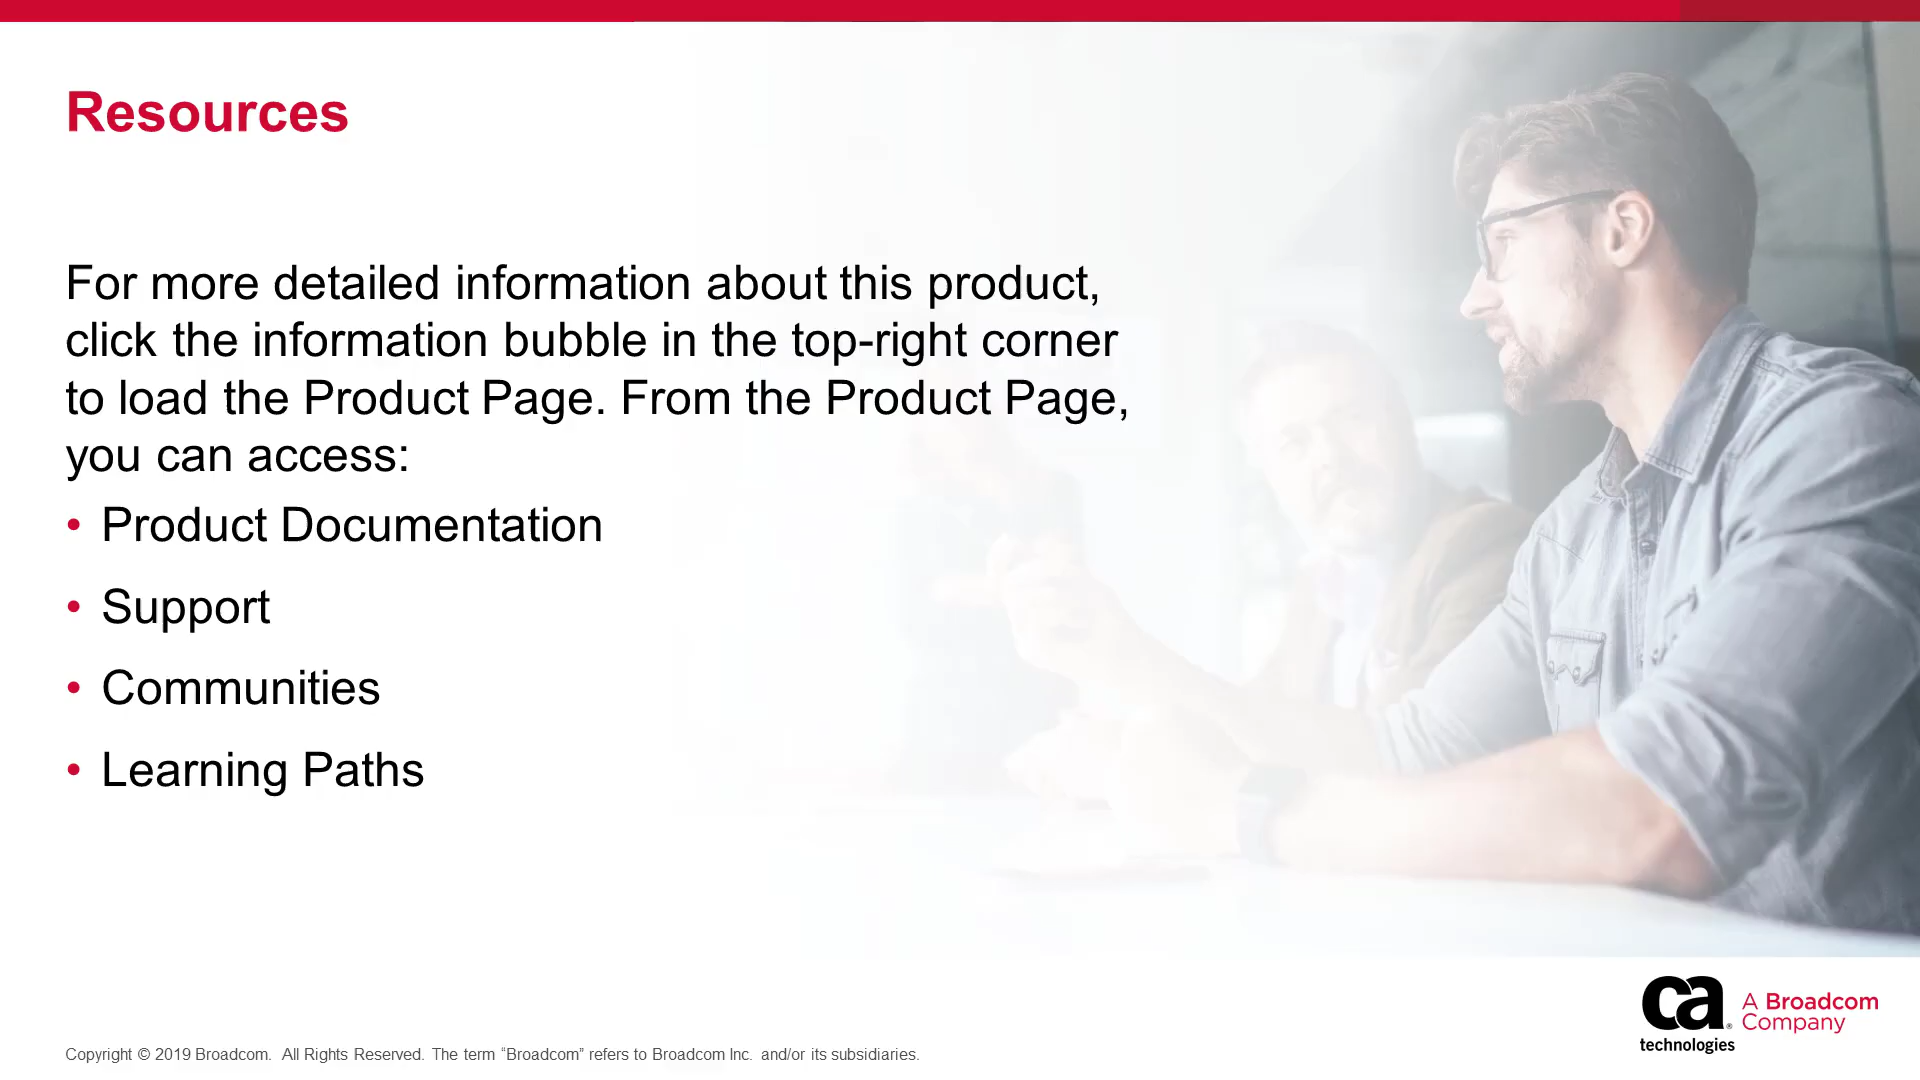 Resources
For more detailed information about this product,
click the information bubble in the top-right corner
to load the Product Page. From the Product Page,
you can access:
• Product Documentation
• Support
• Communities
• Learning Paths
ca
technologies
A Broadcom
Company
Copyright © 2019 Broadcom. All Rights Reserved. The term “Broadcom” refers to Broadcom Inc. and/or its subsidiaries.